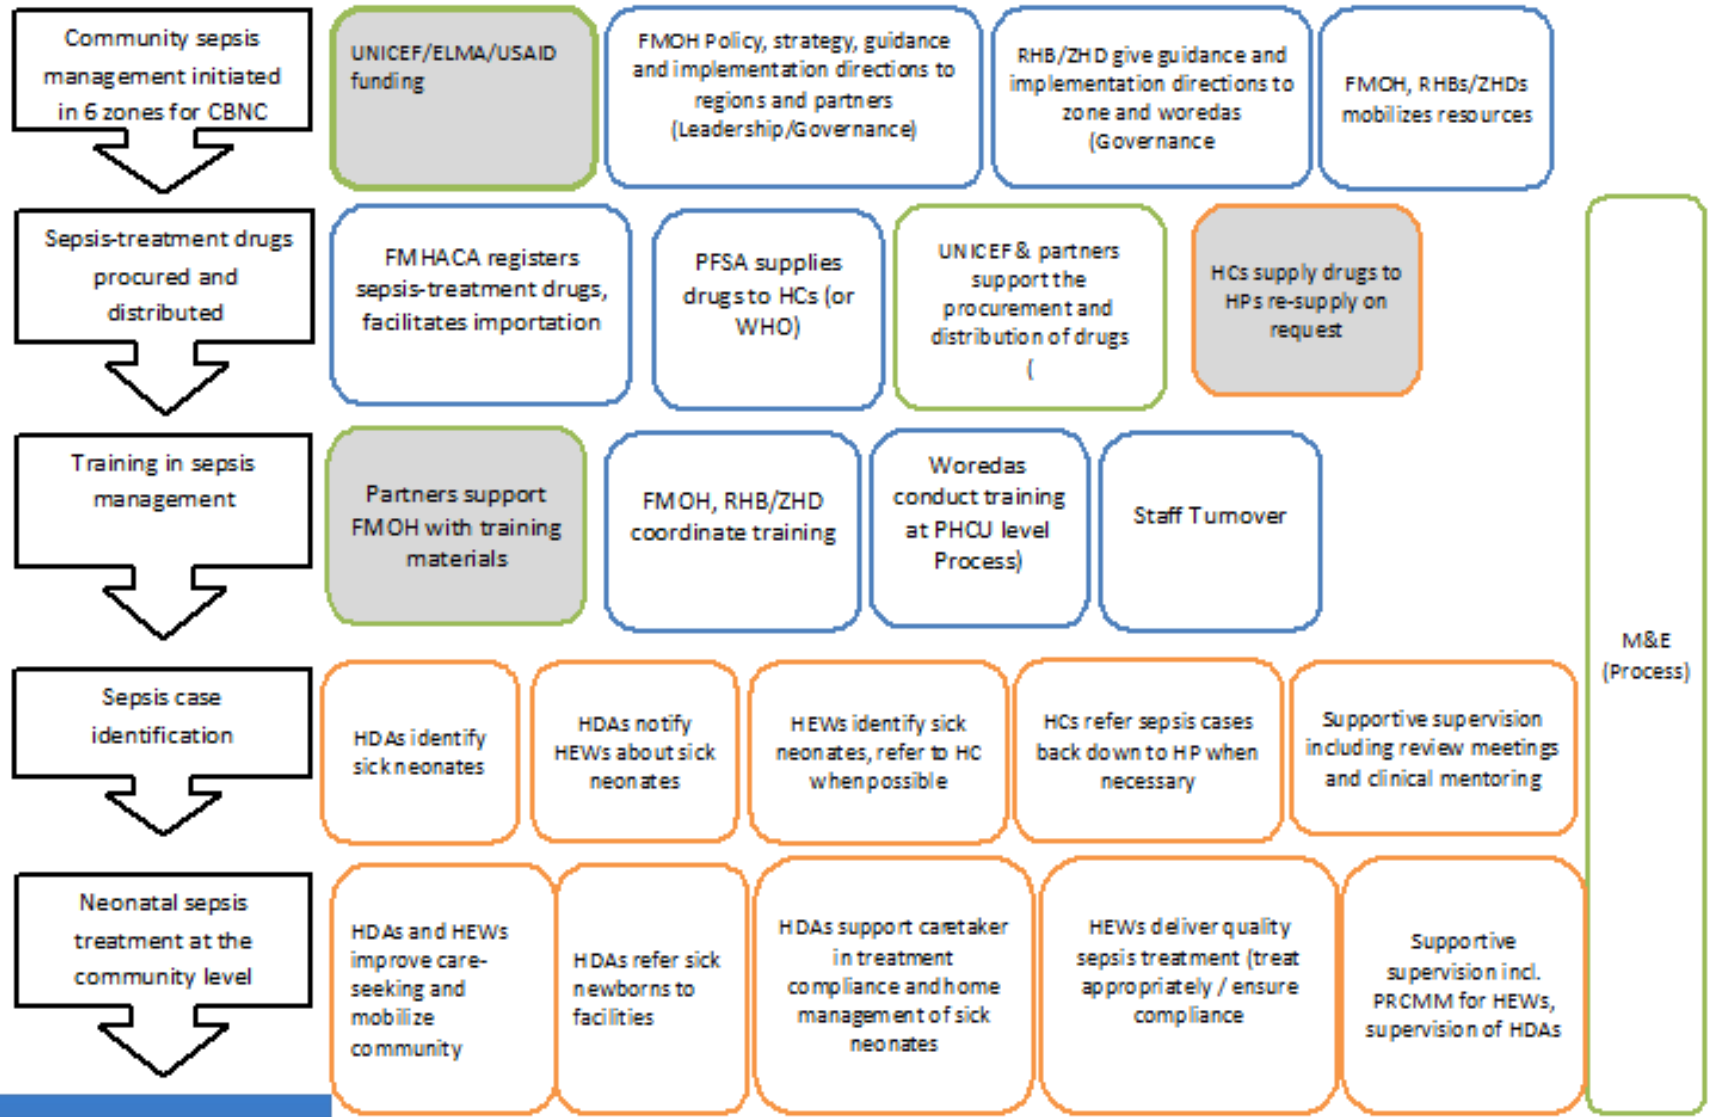 Community sepsis
management initiated
in 6 zones for CBNC
UNICEF/ELMA/USAID
funding
FMOH Policy, strategy, guidance
and implementation directions to
regions and partners
(Leadership/Governance)
RHB/ZHD give guidance and
implementation directions to
zone and woredas
(Governance
FMOH, RHBs/ZHDs
mobilizes resources
Sepsis-treatment drugs
procured and
distributed
FMHACA registers
sepsis-treatment drugs,
facilitates importation
PFSA supplies
drugs to HCs (or
WHO)
UNICEF & partners
support the
procurement and
distribution of drugs
(
HCs supply drugs to
HPs re-supply on
request
Training in sepsis
management
Partners support
FMOH with training
materials
FMOH, RHB/ZHD
coordinate training
Woredas
conduct training
at PHCU level
Process)
Staff Turnover
M&E
(Process)
Sepsis case
identification
HDAs identify
sick neonates
HDAs notify
HEWs about sick
neonates
HEWs identify sick
neonates, refer to HC
when possible
HCs refer sepsis cases
back down to HP when
necessary
Supportive supervision
including review meetings
and clinical mentoring
Neonatal sepsis
treatment at the
community level
HDAs and HEWs
improve care-
seeking and
mobilize
community
HDAs refer sick
newborns to
facilities
HDAs support caretaker
in treatment
compliance and home
management of sick
neonates
HEWs deliver quality
sepsis treatment (treat
appropriately / ensure
compliance
Supportive
supervision incl.
PRCMM for HEWs,
supervision of HDAs